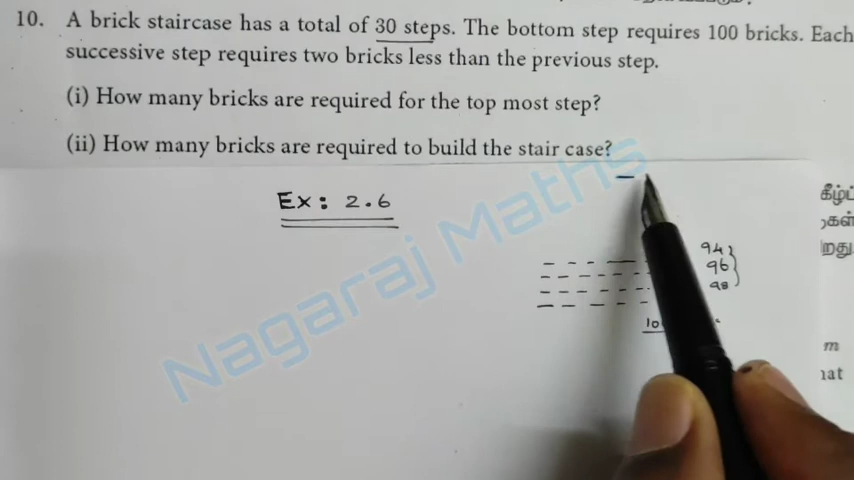 10. A brick staircase has a total of 30 steps. The bottom step requires 100 bricks. Each
successive step requires two bricks less than the previous step.
(i) How many bricks are required for the top most step?
(ii) How many bricks are required to build the stair case?
Ex: 2.6
94
96
98
10
Nagaraj Maths
கீழ்ப்
றது
m